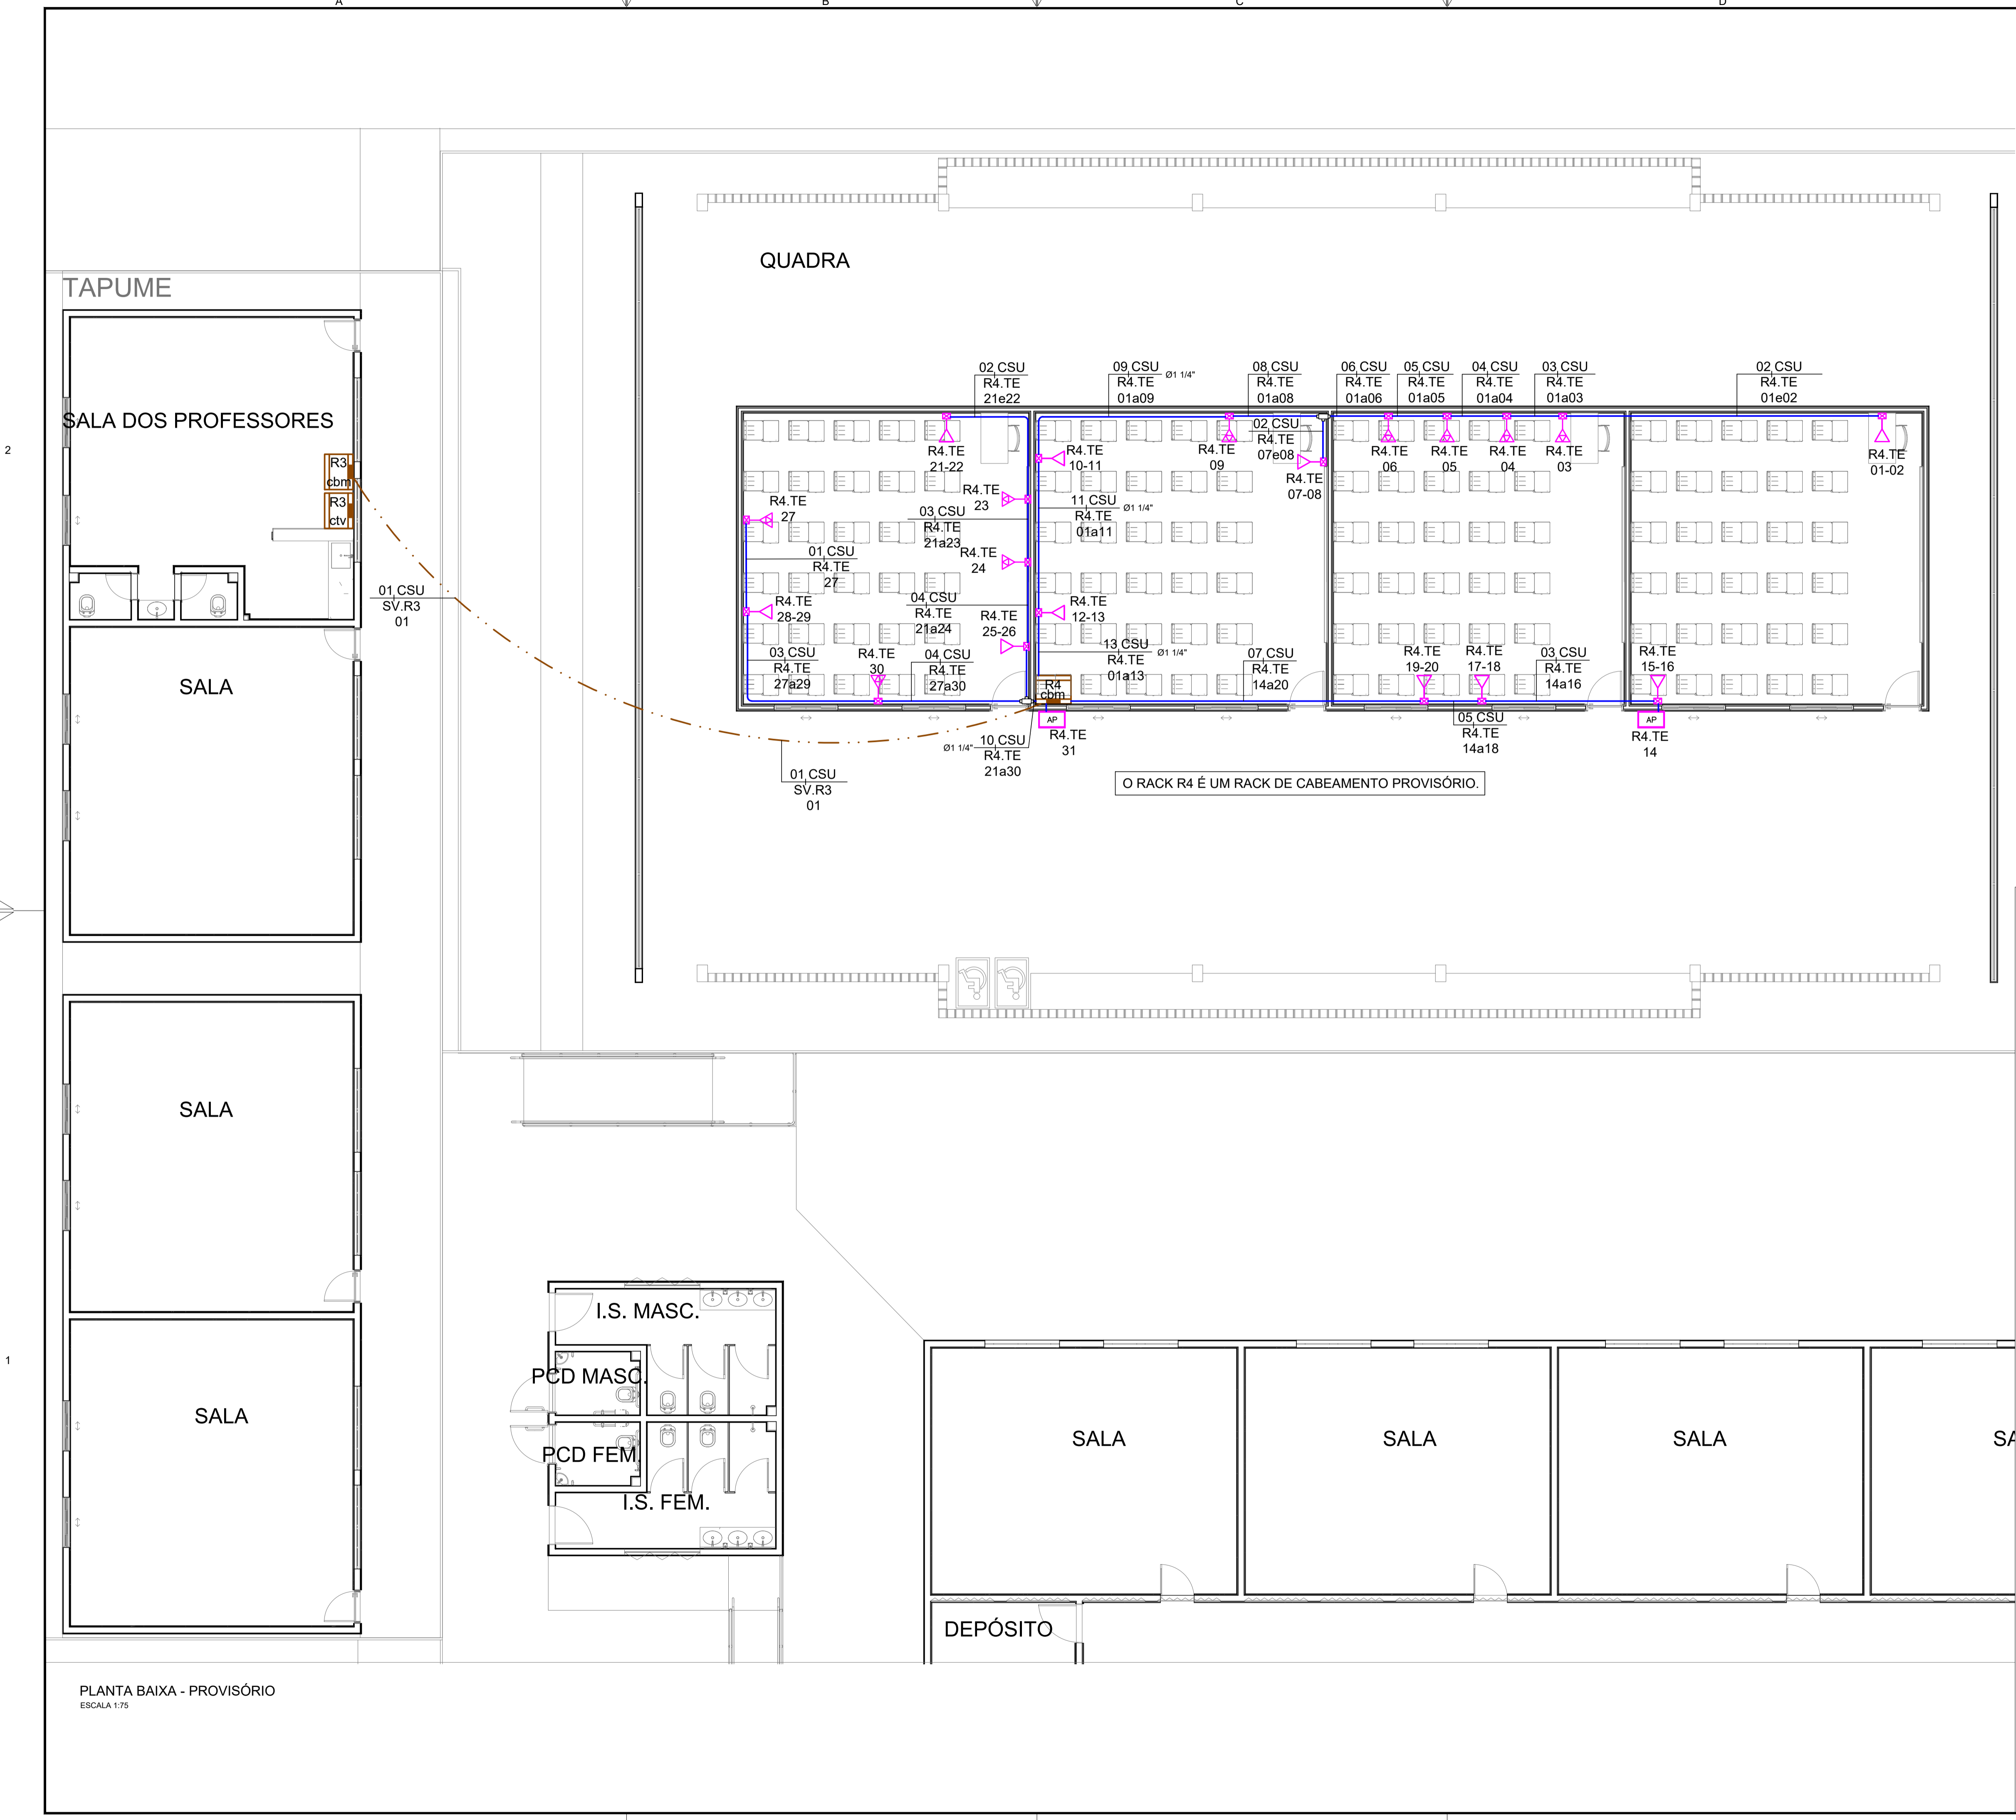 A
B
C
D
2
1
QUADRA
TAPUME
SALA DOS PROFESSORES
R3
cbm
R3
ctv
01 CSU
SV.R3
01
SALA
02 CSU
R4.TE
21e22
09 CSU
Ø1 1/4"
R4.TE
01a09
08 CSU
R4.TE
01a08
06 CSU
R4.TE
01a06
05 CSU
R4.TE
01a05
04 CSU
R4.TE
01a04
03 CSU
R4.TE
01a03
02 CSU
R4.TE
01e02
R4.TE
21-22
R4.TE
10-11
R4.TE
09
02 CSU
R4.TE
07e08
R4.TE
07-08
R4.TE
06
R4.TE
05
R4.TE
04
R4.TE
03
R4.TE
01-02
R4.TE
27
R4.TE
23
03 CSU
R4.TE
21a23
11 CSU
Ø1 1/4"
R4.TE
01a11
01 CSU
R4.TE
27
R4.TE
24
R4.TE
28-29
04 CSU
R4.TE
21a24
R4.TE
25-26
R4.TE
12-13
03 CSU
R4.TE
27a29
R4.TE
30
04 CSU
R4.TE
27a30
13 CSU
Ø1 1/4"
R4.TE
01a13
07 CSU
R4.TE
14a20
R4.TE
19-20
R4.TE
17-18
03 CSU
R4.TE
14a16
R4.TE
15-16
R4
cbm
AP
R4.TE
31
05 CSU
R4.TE
14a18
AP
R4.TE
14
Ø1 1/4"
10 CSU
R4.TE
21a30
01 CSU
SV.R3
01
O RACK R4 É UM RACK DE CABEAMENTO PROVISÓRIO.
SALA
SALA
I.S. MASC.
PCD MASC.
PCD FEM.
I.S. FEM.
SALA
SALA
SALA
SA
DEPÓSITO
PLANTA BAIXA - PROVISÓRIO
ESCALA 1:75